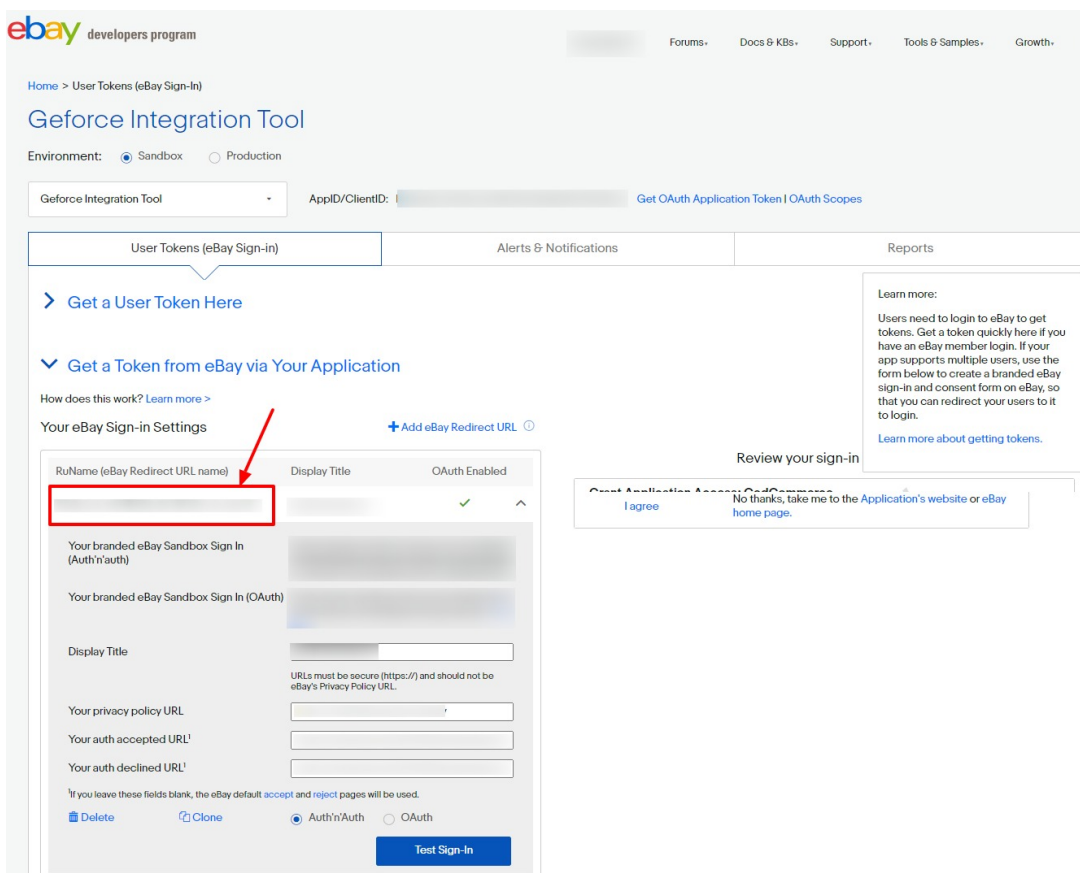 ebay developers program
Forums
Docs & KBs
Support
Tools & Samples
Growth
Home > User Tokens (eBay Sign-In)
Geforce Integration Tool
Environment: Sandbox Production
Geforce Integration Tool
AppID/ClientID:
Get OAuth Application Token | OAuth Scopes
User Tokens (eBay Sign-in)
Alerts & Notifications
Reports
Get a User Token Here
Learn more:
Users need to login to eBay to get
tokens. Get a token quickly here if you
have an eBay member login. If your
app supports multiple users, use the
form below to create a branded eBay
sign-in and consent form on eBay, so
that you can redirect your users to it
to login.
Learn more about getting tokens.
Get a Token from eBay via Your Application
How does this work? Learn more >
Your eBay Sign-in Settings
Add eBay Redirect URL
RuName (eBay Redirect URL name)
Display Title
OAuth Enabled
Your branded eBay Sandbox Sign In
(Auth'n'auth)
Your branded eBay Sandbox Sign In (OAuth)
Display Title
URLs must be secure (https://) and should not be
eBay's Privacy Policy URL.
Your privacy policy URL
Your auth accepted URL¹
Your auth declined URL¹
¹If you leave these fields blank, the eBay default accept and reject pages will be used.
Delete
Clone
Auth'n'Auth
OAuth
Test Sign-In
Review your sign-in
Grant Application Access: CedCommerce
I agree
No thanks, take me to the Application's website or eBay
home page.